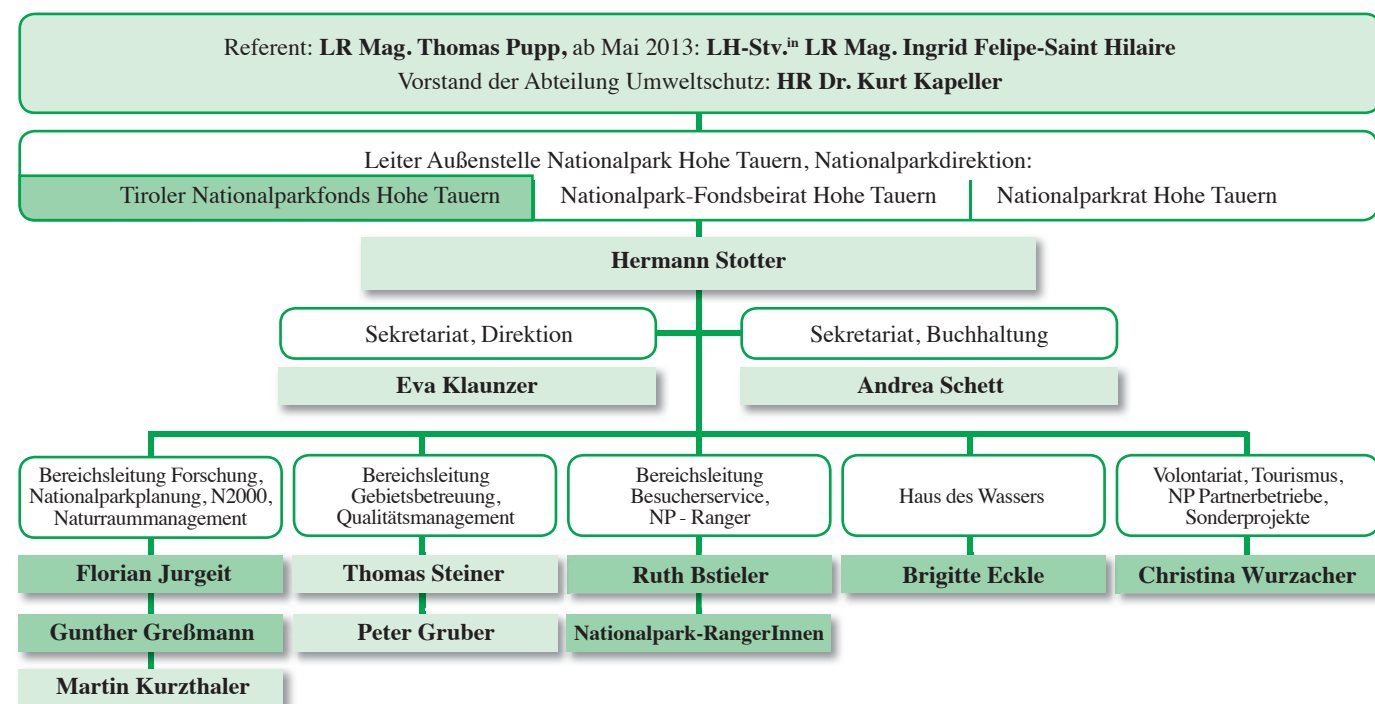 Referent: LR Mag. Thomas Pupp, ab Mai 2013: LH-Stv.in LR Mag. Ingrid Felipe-Saint Hilaire
Vorstand der Abteilung Umweltschutz: HR Dr. Kurt Kapeller
Leiter Außenstelle Nationalpark Hohe Tauern, Nationalparkdirektion:
Tiroler Nationalparkfonds Hohe Tauern
Nationalpark-Fondsbeirat Hohe Tauern
Nationalparkrat Hohe Tauern
Hermann Stotter
Sekretariat, Direktion
Eva Klaunzer
Sekretariat, Buchhaltung
Andrea Schett
Bereichsleitung Forschung,
Nationalparkplanung, N2000,
Naturraummanagement
Florian Jurgeit
Gunther Greßmann
Martin Kurzthaler
Bereichsleitung
Gebietsbetreuung,
Qualitätsmanagement
Thomas Steiner
Peter Gruber
Bereichsleitung
Besucherservice,
NP - Ranger
Ruth Bstieler
Nationalpark-RangerInnen
Haus des Wassers
Brigitte Eckle
Volontariat, Tourismus,
NP Partnerbetriebe,
Sonderprojekte
Christina Wurzacher